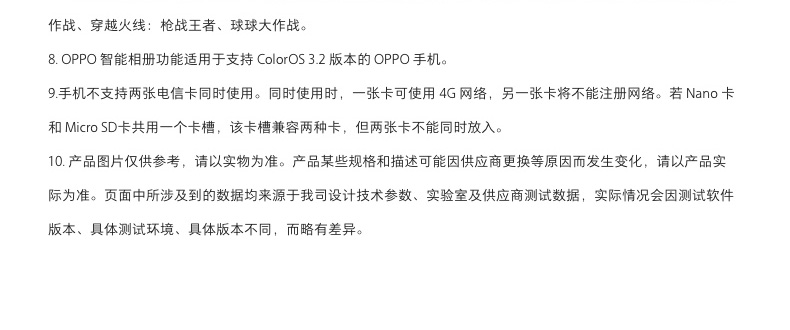 作战、穿越火线：枪战王者、球球大作战。
8. OPPO 智能相册功能适用于支持 ColorOS 3.2 版本的 OPPO 手机。
9.手机不支持两张电信卡同时使用。同时使用时，一张卡可使用 4G 网络，另一张卡将不能注册网络。若 Nano 卡
和 Micro SD卡共用一个卡槽，该卡槽兼容两种卡，但两张卡不能同时放入。
10. 产品图片仅供参考，请以实物为准。产品某些规格和描述可能因供应商更换等原因而发生变化，请以产品实
际为准。页面中所涉及到的数据均来源于我司设计技术参数、实验室及供应商测试数据，实际情况会因测试软件
版本、具体测试环境、具体版本不同，而略有差异。